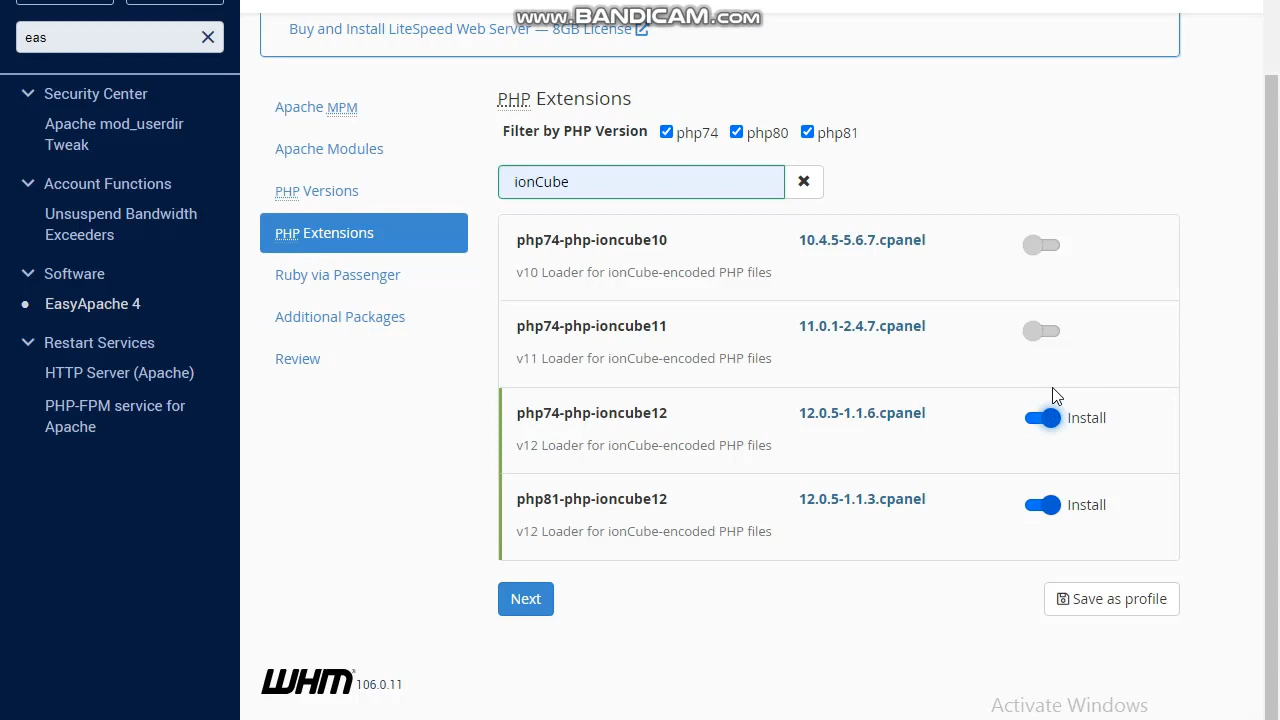 www.BANDICAM.com
eas
Buy and Install LiteSpeed Web Server — 8GB License
Security Center
Apache mod_userdir
Tweak
Account Functions
Unsuspend Bandwidth
Exceeders
Software
EasyApache 4
Restart Services
HTTP Server (Apache)
PHP-FPM service for
Apache
Apache MPM
Apache Modules
PHP Versions
PHP Extensions
Ruby via Passenger
Additional Packages
Review
PHP Extensions
Filter by PHP Version php74 php80 php81
ionCube
php74-php-ioncube10 10.4.5-5.6.7.cpanel
v10 Loader for ionCube-encoded PHP files
php74-php-ioncube11 11.0.1-2.4.7.cpanel
v11 Loader for ionCube-encoded PHP files
php74-php-ioncube12 12.0.5-1.1.6.cpanel Install
v12 Loader for ionCube-encoded PHP files
php81-php-ioncube12 12.0.5-1.1.3.cpanel Install
v12 Loader for ionCube-encoded PHP files
Next Save as profile
WHM 106.0.11
Activate Windows